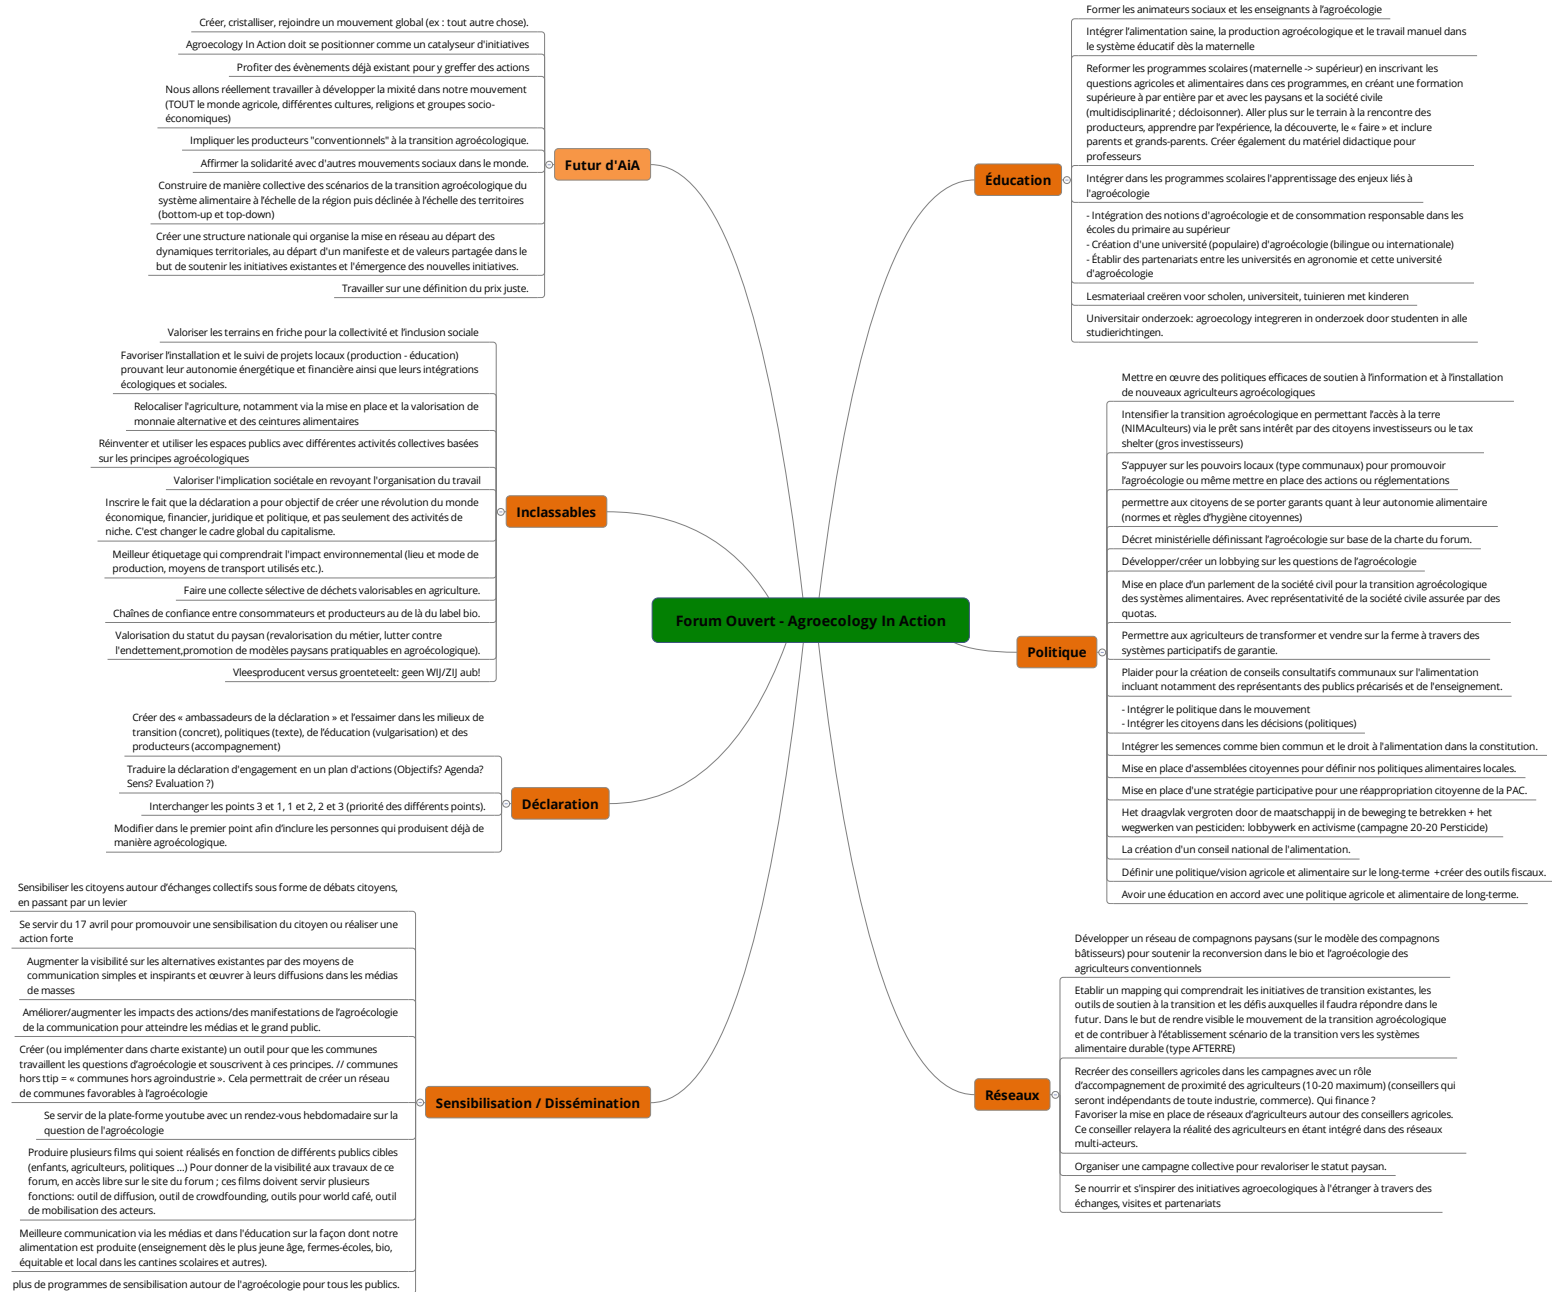 Forum Ouvert - Agroecology In Action
Futur d'AiA
Créer, cristalliser, rejoindre un mouvement global (ex : tout autre chose).
Agroecology In Action doit se positionner comme un catalyseur d'initiatives
Profiter des évènements déjà existant pour y greffer des actions
Nous allons réellement travailler à développer la mixité dans notre mouvement
(TOUT le monde agricole, différentes cultures, religions et groupes socio-
économiques)
Impliquer les producteurs "conventionnels" à la transition agroécologique.
Affirmer la solidarité avec d'autres mouvements sociaux dans le monde.
Construire de manière collective des scénarios de la transition agroécologique du
système alimentaire à l’échelle de la région puis déclinée à l’échelle des territoires
(bottom-up et top-down)
Créer une structure nationale qui organise la mise en réseau au départ des
dynamiques territoriales, au départ d'un manifeste et de valeurs partagée dans le
but de soutenir les initiatives existantes et l'émergence des nouvelles initiatives.
Travailler sur une définition du prix juste.
Inclassables
Valoriser les terrains en friche pour la collectivité et l’inclusion sociale
Favoriser l’installation et le suivi de projets locaux (production - éducation)
prouvant leur autonomie énergétique et financière ainsi que leurs intégrations
écologiques et sociales.
Relocaliser l'agriculture, notamment via la mise en place et la valorisation de
monnaie alternative et des ceintures alimentaires
Réinventer et utiliser les espaces publics avec différentes activités collectives basées
sur les principes agroécologiques
Valoriser l'implication sociétale en revoyant l'organisation du travail
Inscrire le fait que la déclaration a pour objectif de créer une révolution du monde
économique, financier, juridique et politique, et pas seulement des activités de
niche. C'est changer le cadre global du capitalisme.
Meilleur étiquetage qui comprendrait l'impact environnemental (lieu et mode de
production, moyens de transport utilisés etc.).
Faire une collecte sélective de déchets valorisables en agriculture.
Chaînes de confiance entre consommateurs et producteurs au de là du label bio.
Valorisation du statut du paysan (revalorisation du métier, lutter contre
l'endettement,promotion de modèles paysans pratiquables en agroécologique).
Vleesproducent versus groenteteelt: geen WIJ/ZIJ aub!
Déclaration
Créer des « ambassadeurs de la déclaration » et l’essaimer dans les milieux de
transition (concret), politiques (texte), de l’éducation (vulgarisation) et des
producteurs (accompagnement)
Traduire la déclaration d'engagement en un plan d'actions (Objectifs? Agenda?
Sens? Evaluation ?)
Interchanger les points 3 et 1, 1 et 2, 2 et 3 (priorité des différents points).
Modifier dans le premier point afin d’inclure les personnes qui produisent déjà de
manière agroécologique.
Sensibilisation / Dissémination
Sensibiliser les citoyens autour d’échanges collectifs sous forme de débats citoyens,
en passant par un levier
Se servir du 17 avril pour promouvoir une sensibilisation du citoyen ou réaliser une
action forte
Augmenter la visibilité sur les alternatives existantes par des moyens de
communication simples et inspirants et œuvrer à leurs diffusions dans les médias
de masses
Améliorer/augmenter les impacts des actions/des manifestations de l’agroécologie
de la communication pour atteindre les médias et le grand public.
Créer (ou implémenter dans charte existante) un outil pour que les communes
travaillent les questions d’agroécologie et souscrivent à ces principes. // communes
hors ttip = « communes hors agroindustrie ». Cela permettrait de créer un réseau
de communes favorables à l’agroécologie
Se servir de la plate-forme youtube avec un rendez-vous hebdomadaire sur la
question de l'agroécologie
Produire plusieurs films qui soient réalisés en fonction de différents publics cibles
(enfants, agriculteurs, politiques ...) Pour donner de la visibilité aux travaux de ce
forum, en accès libre sur le site du forum ; ces films doivent servir plusieurs
fonctions: outil de diffusion, outil de crowdfounding, outils pour world café, outil
de mobilisation des acteurs.
Meilleure communication via les médias et dans l'éducation sur la façon dont notre
alimentation est produite (enseignement dès le plus jeune âge, fermes-écoles, bio,
équitable et local dans les cantines scolaires et autres).
plus de programmes de sensibilisation autour de l'agroécologie pour tous les publics.
Éducation
Former les animateurs sociaux et les enseignants à l’agroécologie
Intégrer l’alimentation saine, la production agroécologique et le travail manuel dans
le système éducatif dès la maternelle
Reformer les programmes scolaires (maternelle -> supérieur) en inscrivant les
questions agricoles et alimentaires dans ces programmes, en créant une formation
supérieure à par entière par et avec les paysans et la société civile
(multidisciplinarité ; décloisonner). Aller plus sur le terrain à la rencontre des
producteurs, apprendre par l’expérience, la découverte, le « faire » et inclure
parents et grands-parents. Créer également du matériel didactique pour
professeurs
Intégrer dans les programmes scolaires l'apprentissage des enjeux liés à
l'agroécologie
- Intégration des notions d'agroécologie et de consommation responsable dans les
écoles du primaire au supérieur
- Création d'une université (populaire) d'agroécologie (bilingue ou internationale)
- Établir des partenariats entre les universités en agronomie et cette université
d'agroécologie
Lesmateriaal creëren voor scholen, universiteit, tuinieren met kinderen
Universitair onderzoek: agroecology integreren in onderzoek door studenten in alle
studierichtingen.
Politique
Mettre en œuvre des politiques efficaces de soutien à l’information et à l’installation
de nouveaux agriculteurs agroécologiques
Intensifier la transition agroécologique en permettant l’accès à la terre
(NIMAculteurs) via le prêt sans intérêt par des citoyens investisseurs ou le tax
shelter (gros investisseurs)
S’appuyer sur les pouvoirs locaux (type communaux) pour promouvoir
l’agroécologie ou même mettre en place des actions ou réglementations
permettre aux citoyens de se porter garants quant à leur autonomie alimentaire
(normes et règles d’hygiène citoyennes)
Décret ministérielle définissant l’agroécologie sur base de la charte du forum.
Développer/créer un lobbying sur les questions de l’agroécologie
Mise en place d’un parlement de la société civil pour la transition agroécologique
des systèmes alimentaires. Avec représentativité de la société civile assurée par des
quotas.
Permettre aux agriculteurs de transformer et vendre sur la ferme à travers des
systèmes participatifs de garantie.
Plaider pour la création de conseils consultatifs communaux sur l'alimentation
incluant notamment des représentants des publics précarisés et de l'enseignement.
- Intégrer le politique dans le mouvement
- Intégrer les citoyens dans les décisions (politiques)
Intégrer les semences comme bien commun et le droit à l'alimentation dans la constitution.
Mise en place d'assemblées citoyennes pour définir nos politiques alimentaires locales.
Mise en place d'une stratégie participative pour une réappropriation citoyenne de la PAC.
Het draagvlak vergroten door de maatschappij in de beweging te betrekken + het
wegwerken van pesticiden: lobbywerk en activisme (campagne 20-20 Persticide)
La création d'un conseil national de l'alimentation.
Définir une politique/vision agricole et alimentaire sur le long-terme +créer des outils fiscaux.
Avoir une éducation en accord avec une politique agricole et alimentaire de long-terme.
Réseaux
Développer un réseau de compagnons paysans (sur le modèle des compagnons
bâtisseurs) pour soutenir la reconversion dans le bio et l’agroécologie des
agriculteurs conventionnels
Etablir un mapping qui comprendrait les initiatives de transition existantes, les
outils de soutien à la transition et les défis auxquelles il faudra répondre dans le
futur. Dans le but de rendre visible le mouvement de la transition agroécologique
et de contribuer à l’établissement scénario de la transition vers les systèmes
alimentaire durable (type AFTERRE)
Recréer des conseillers agricoles dans les campagnes avec un rôle
d’accompagnement de proximité des agriculteurs (10-20 maximum) (conseillers qui
seront indépendants de toute industrie, commerce). Qui finance ?
Favoriser la mise en place de réseaux d’agriculteurs autour des conseillers agricoles.
Ce conseiller relayera la réalité des agriculteurs en étant intégré dans des réseaux
multi-acteurs.
Organiser une campagne collective pour revaloriser le statut paysan.
Se nourrir et s'inspirer des initiatives agroecologiques à l'étranger à travers des
échanges, visites et partenariats